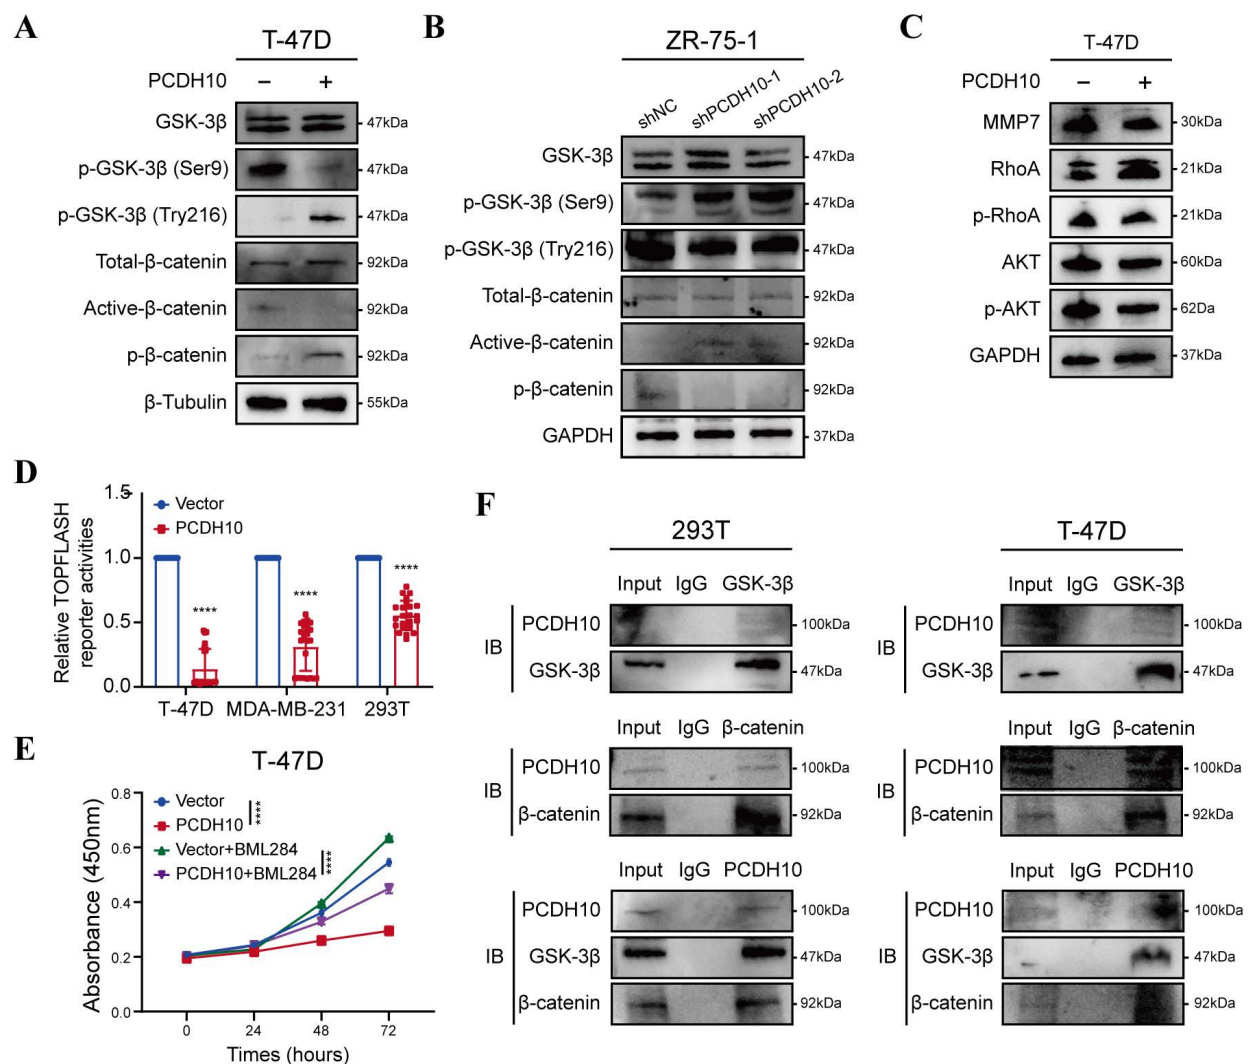 A
T-47D
PCDH10 − +
GSK-3β 47kDa
p-GSK-3β (Ser9) 47kDa
p-GSK-3β (Try216) 47kDa
Total-β-catenin 92kDa
Active-β-catenin 92kDa
p-β-catenin 92kDa
β-Tubulin 55kDa
B
ZR-75-1
shNC shPCDH10-1 shPCDH10-2
GSK-3β 47kDa
p-GSK-3β (Ser9) 47kDa
p-GSK-3β (Try216) 47kDa
Total-β-catenin 92kDa
Active-β-catenin 92kDa
p-β-catenin 92kDa
GAPDH 37kDa
C
T-47D
PCDH10 − +
MMP7 30kDa
RhoA 21kDa
p-RhoA 21kDa
AKT 60kDa
p-AKT 62Da
GAPDH 37kDa
D
Relative TOPFLASH
reporter activities
1.5
1.0
0.5
0.0
Vector
PCDH10
**** **** ****
T-47D MDA-MB-231 293T
E
T-47D
Absorbance (450nm)
0.8
0.6
0.4
0.2
0.0
Vector
PCDH10
Vector+BML284
PCDH10+BML284
****
****
0 24 48 72
Times (hours)
F
293T
Input IgG GSK-3β
IB
PCDH10 100kDa
GSK-3β 47kDa
Input IgG β-catenin
IB
PCDH10 100kDa
β-catenin 92kDa
Input IgG PCDH10
IB
PCDH10 100kDa
GSK-3β 47kDa
β-catenin 92kDa
T-47D
Input IgG GSK-3β
IB
PCDH10 100kDa
GSK-3β 47kDa
Input IgG β-catenin
IB
PCDH10 100kDa
β-catenin 92kDa
Input IgG PCDH10
IB
PCDH10 100kDa
GSK-3β 47kDa
β-catenin 92kDa